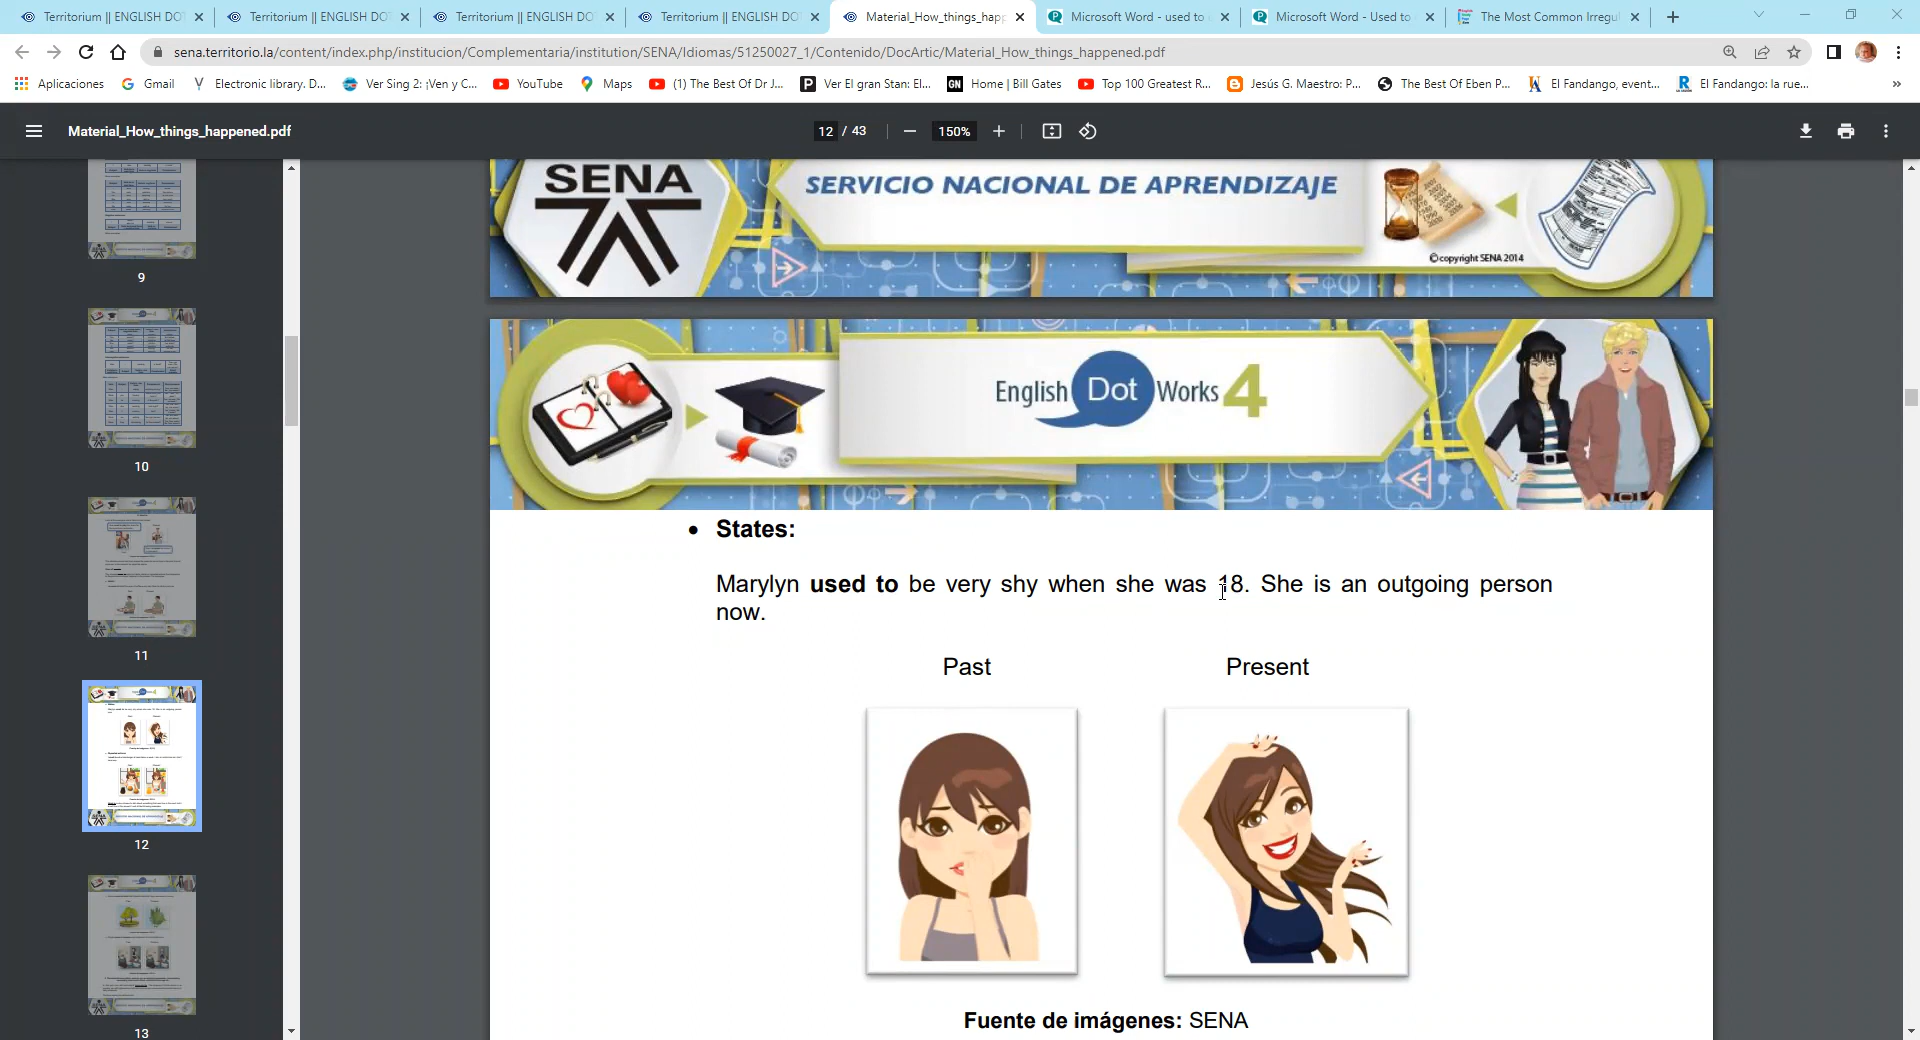 Territorium || ENGLISH DO
Territorium || ENGLISH DO
Territorium || ENGLISH DO
Territorium || ENGLISH DO
Material_How_things_happ
Microsoft Word - used to
Microsoft Word - Used to
The Most Common Irregul
sena.territorio.la/content/index.php/institucion/Complementaria/institution/SENA/Idiomas/51250027_1/Contenido/DocArtic/Material_How_things_happened.pdf
Aplicaciones
Gmail
Electronic library. D...
Ver Sing 2: ¡Ven y C...
YouTube
Maps
(1) The Best Of Dr J...
Ver El gran Stan: El...
GN
Home | Bill Gates
Top 100 Greatest R...
Jesús G. Maestro: P...
The Best Of Eben P...
El Fandango, event...
El Fandango: la rue...
»
Material_How_things_happened.pdf
12 / 43
150%
9
10
11
12
13
SENA
SERVICIO NACIONAL DE APRENDIZAJE
©copyright SENA 2014
English Dot Works 4
• States:
Marylyn used to be very shy when she was 18. She is an outgoing person
now.
Past Present
Fuente de imágenes: SENA